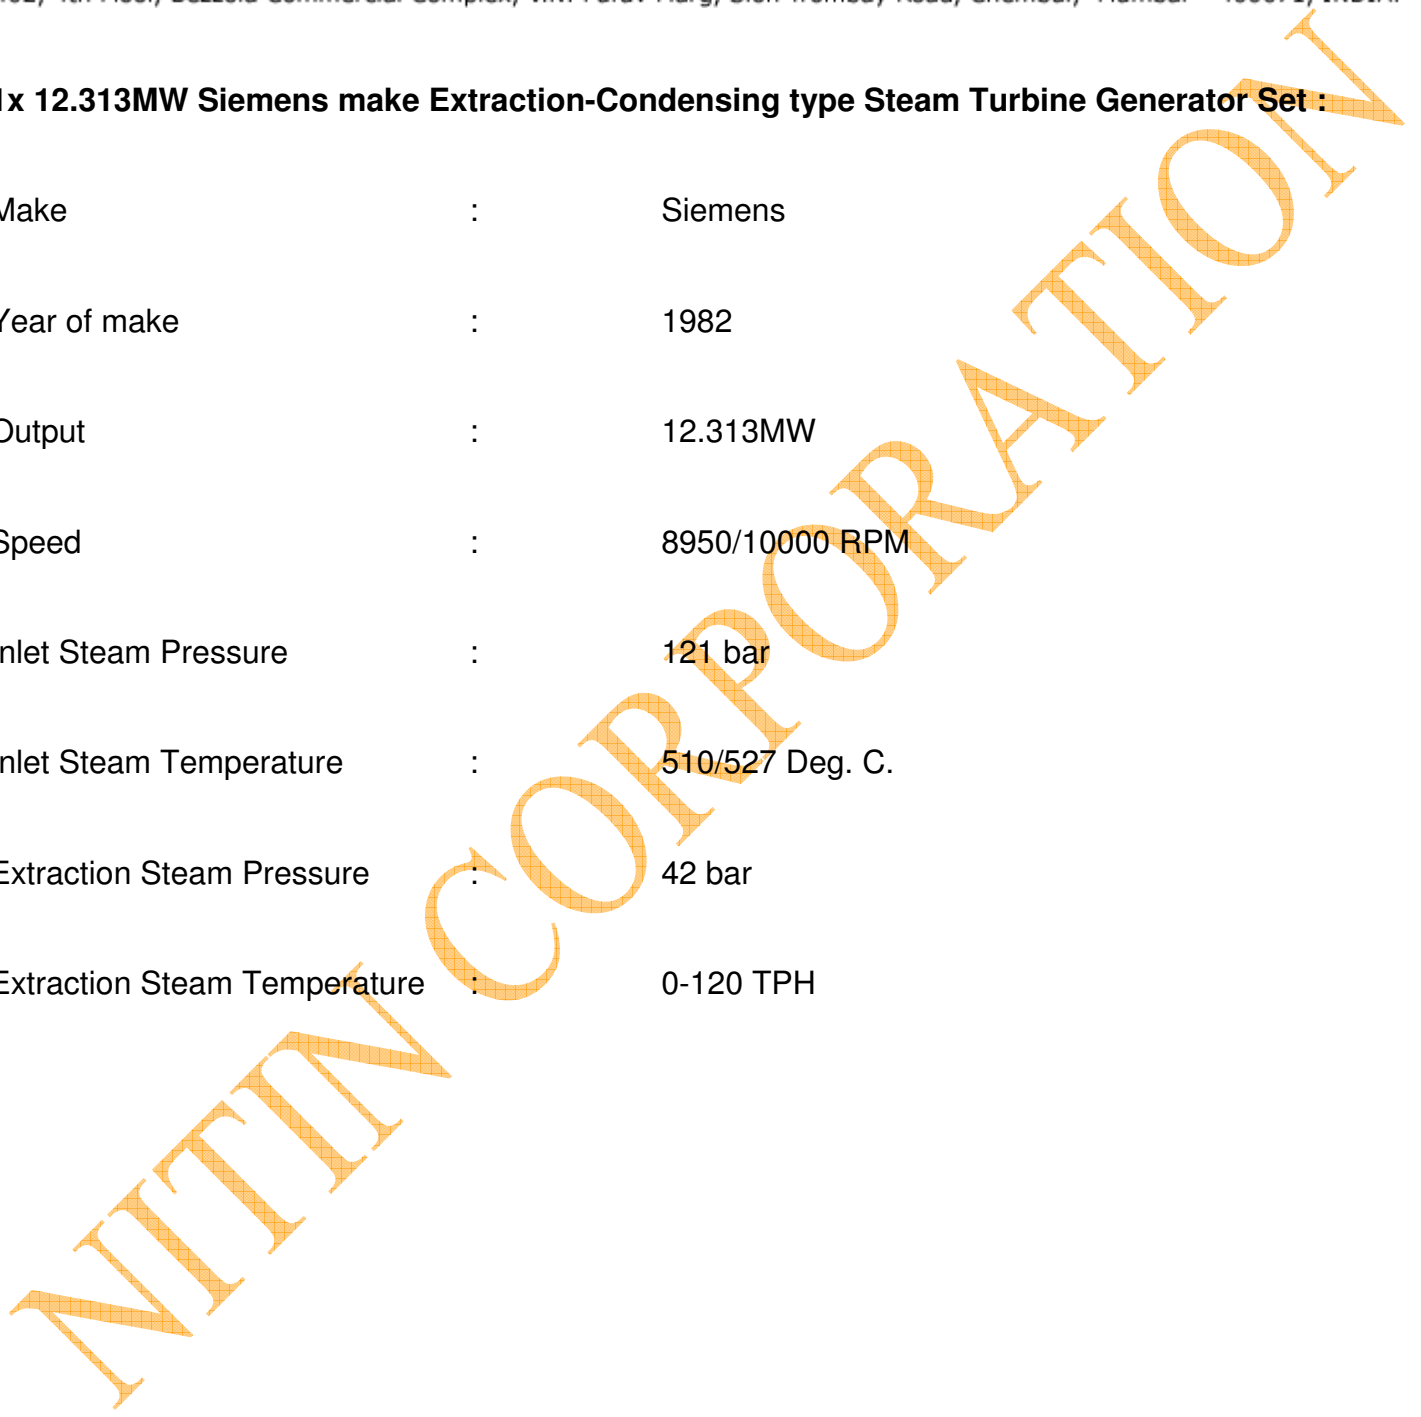 1x 12.313MW Siemens make Extraction-Condensing type Steam Turbine Generator Set :
Make : Siemens
Year of make : 1982
Output : 12.313MW
Speed : 8950/10000 RPM
Inlet Steam Pressure : 121 bar
Inlet Steam Temperature : 510/527 Deg. C.
Extraction Steam Pressure : 42 bar
Extraction Steam Temperature : 0-120 TPH
NITIN CORPORATION